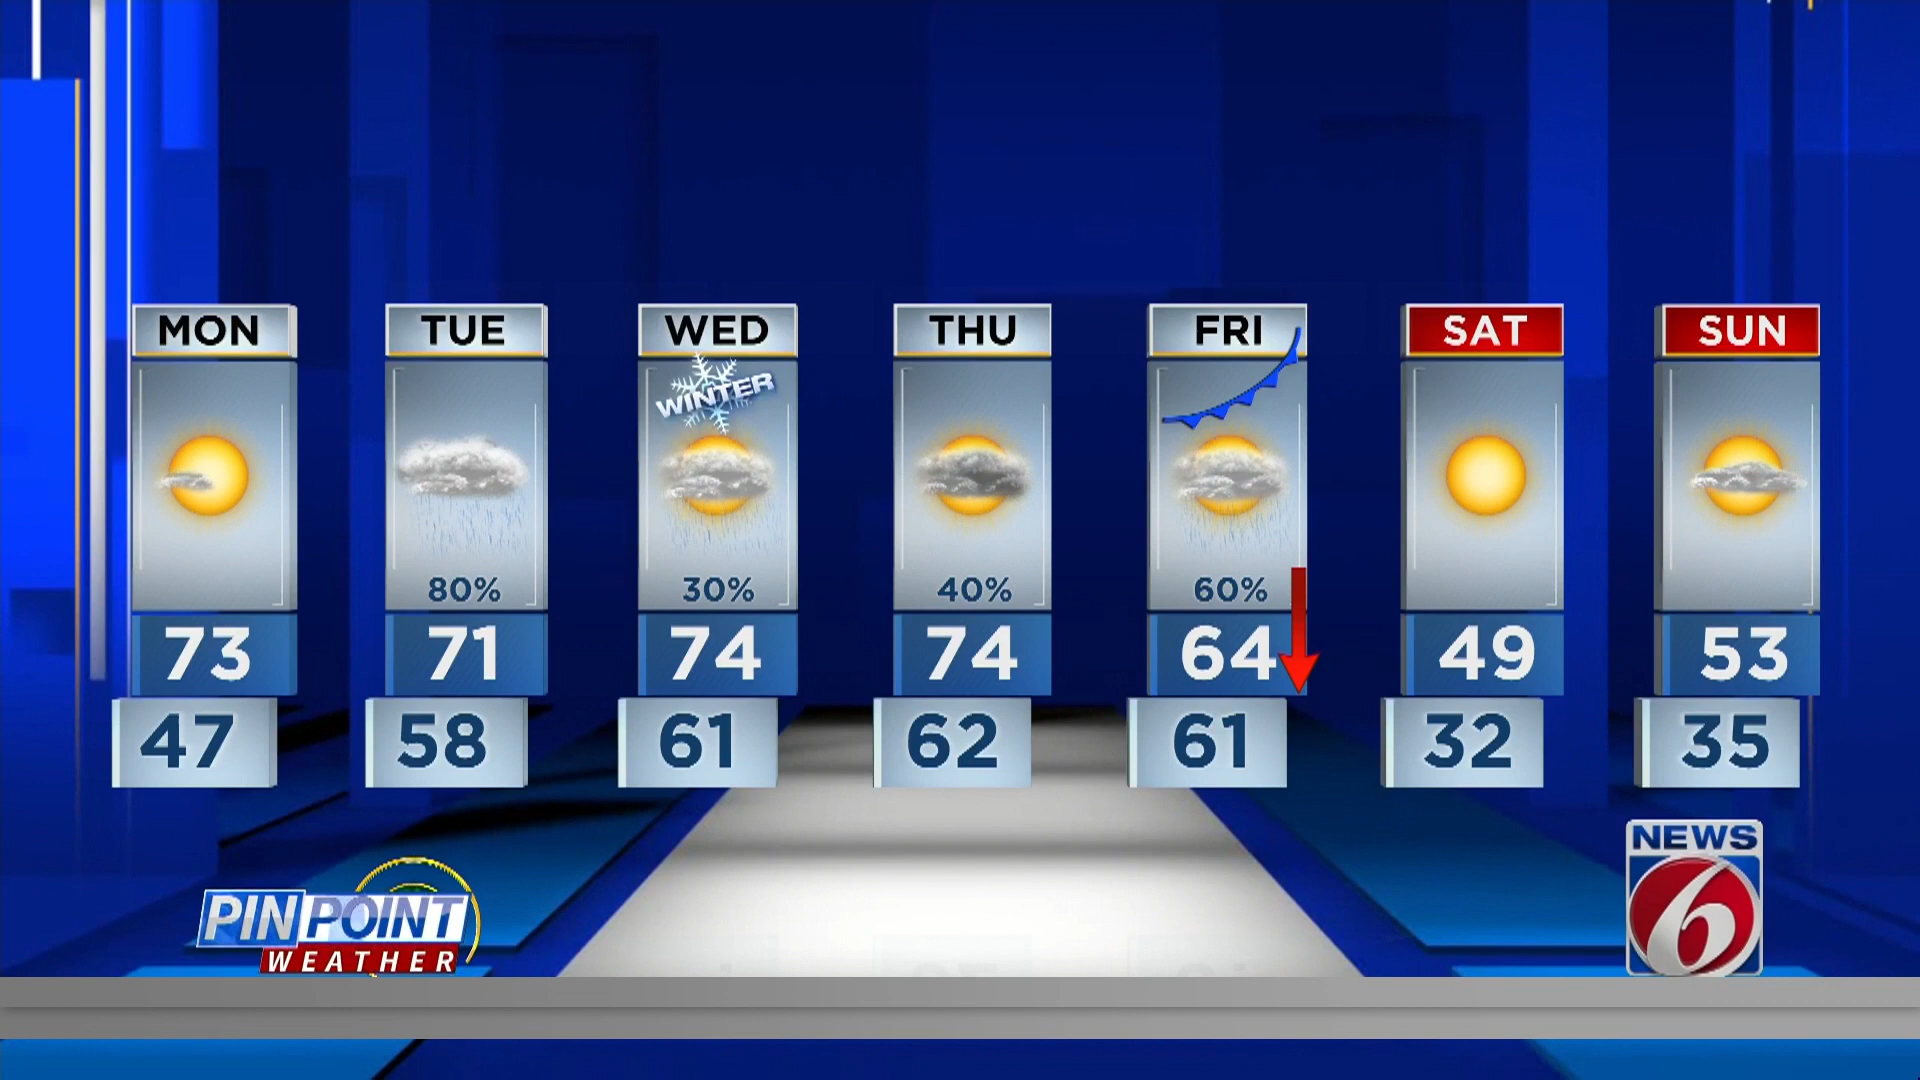 MON TUE WED THU FRI SAT SUN
WINTER
80% 30% 40% 60%
73 71 74 74 64 49 53
47 58 61 62 61 32 35
NEWS
6
PINPOINT
WEATHER